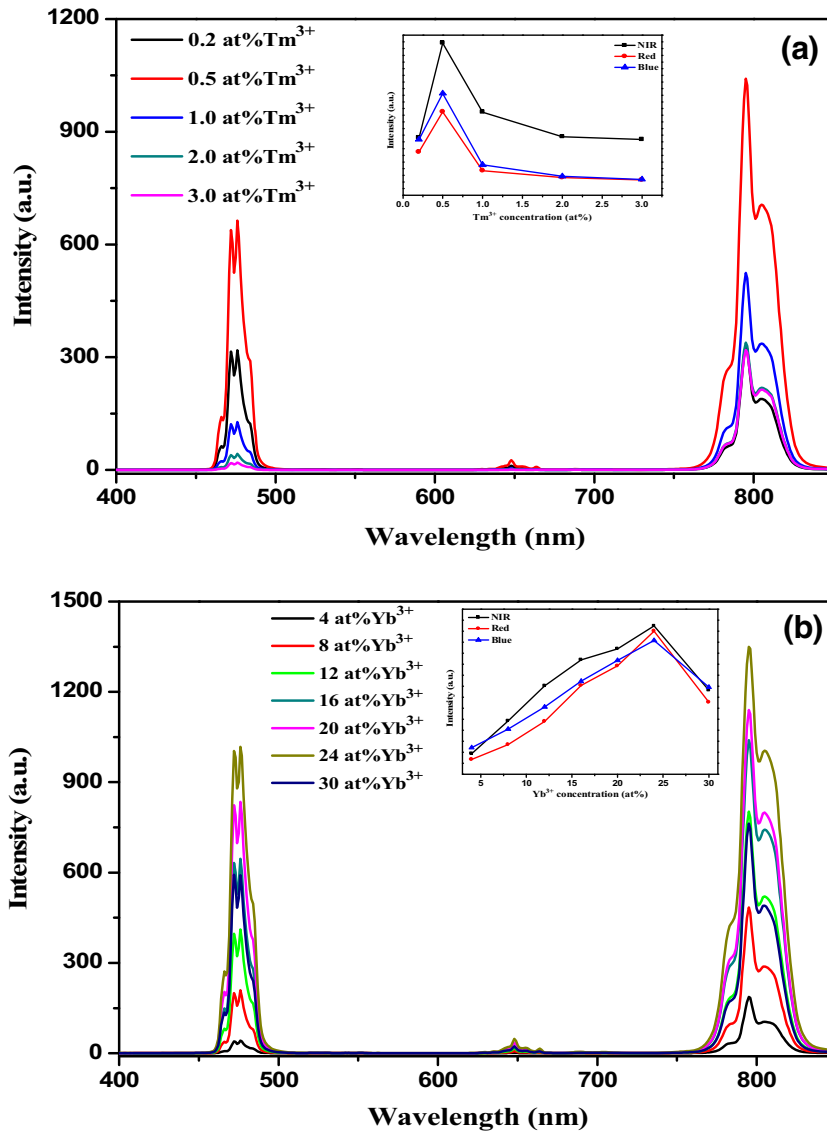 (a)
0.2 at%Tm³⁺
0.5 at%Tm³⁺
1.0 at%Tm³⁺
2.0 at%Tm³⁺
3.0 at%Tm³⁺
NIR
Red
Blue
Intensity (a.u.)
0.0 0.5 1.0 1.5 2.0 2.5 3.0
Tm³⁺ concentration (at%)
Intensity (a.u.)
1200
900
600
300
0
400 500 600 700 800
Wavelength (nm)
(b)
4 at%Yb³⁺
8 at%Yb³⁺
12 at%Yb³⁺
16 at%Yb³⁺
20 at%Yb³⁺
24 at%Yb³⁺
30 at%Yb³⁺
NIR
Red
Blue
Intensity (a.u.)
5 10 15 20 25 30
Yb³⁺ concentration (at%)
Intensity (a.u.)
1500
1200
900
600
300
0
400 500 600 700 800
Wavelength (nm)